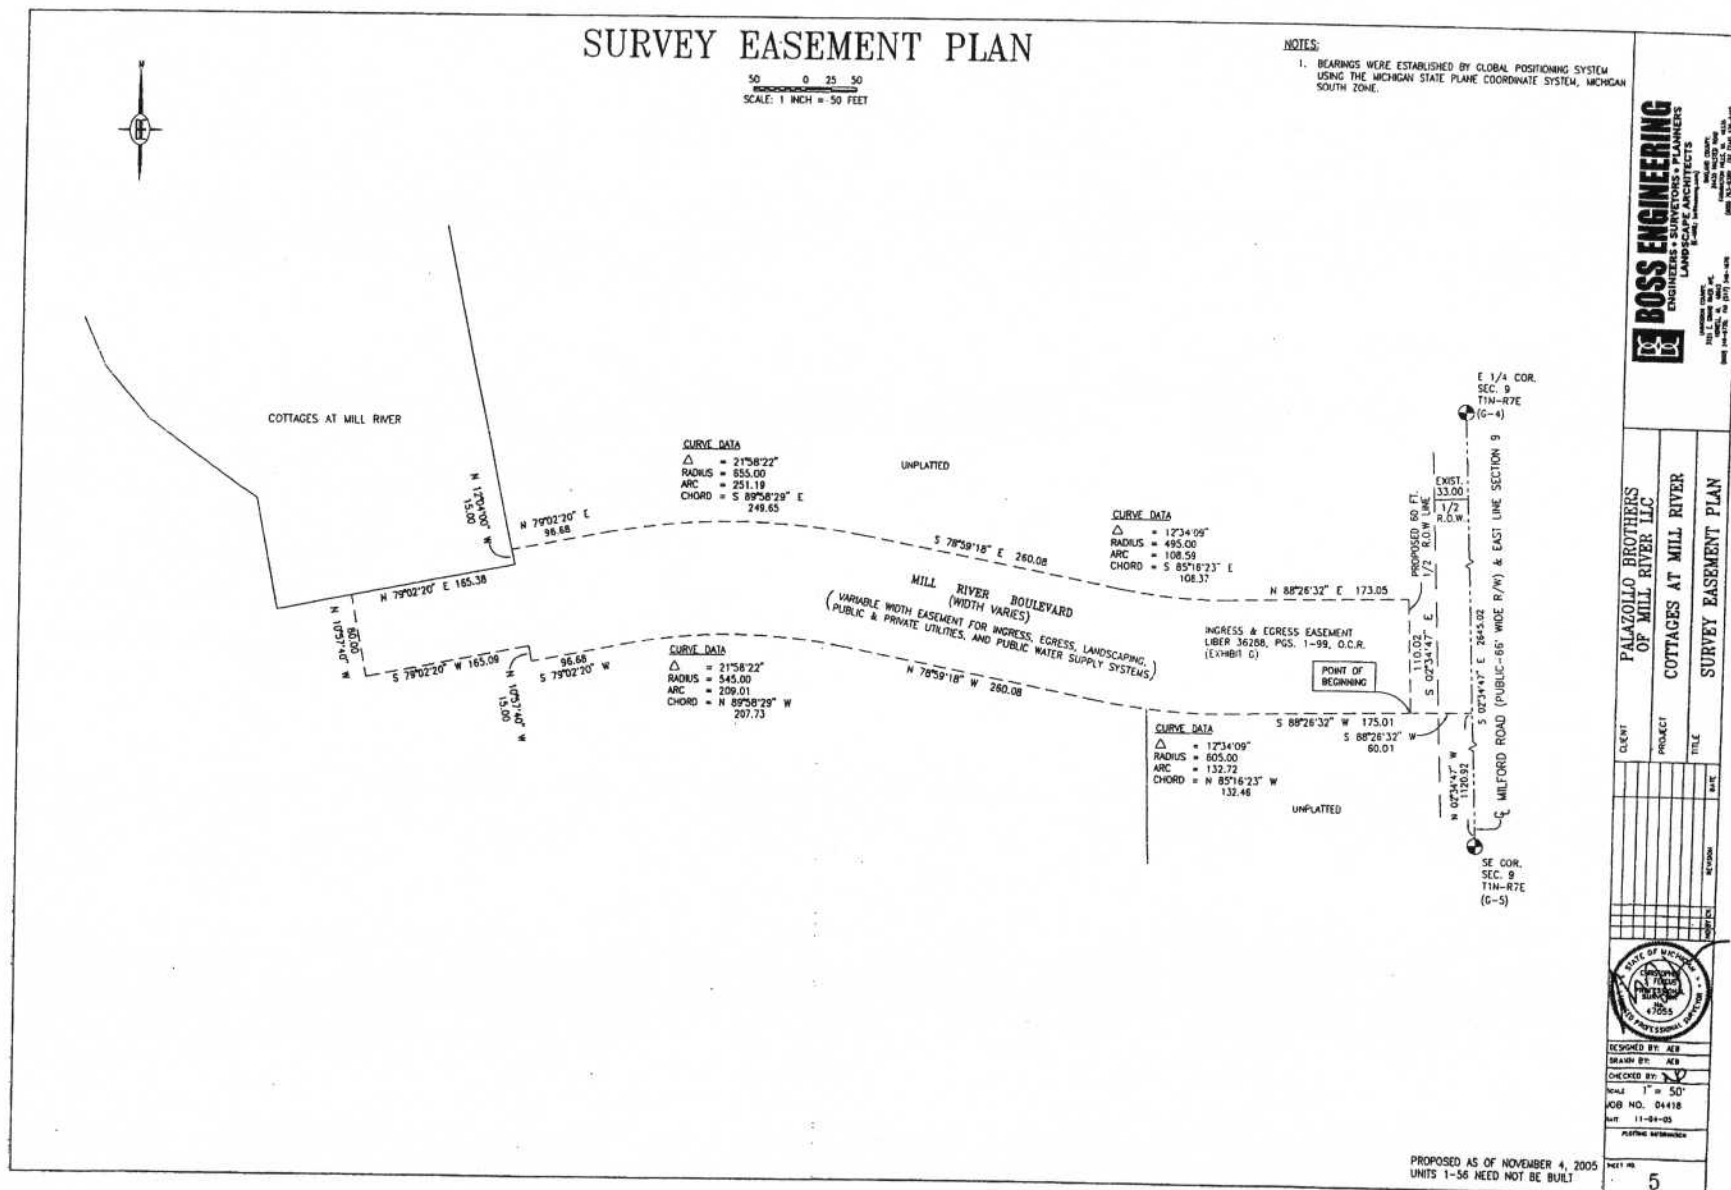 SURVEY EASEMENT PLAN
50 0 25 50
SCALE: 1 INCH = 50 FEET
N
NOTES:
1. BEARINGS WERE ESTABLISHED BY GLOBAL POSITIONING SYSTEM
USING THE MICHIGAN STATE PLANE COORDINATE SYSTEM, MICHIGAN
SOUTH ZONE.
COTTAGES AT MILL RIVER
N 12°04'00" W
15.00
N 79°02'20" E
96.68
N 79°02'20" E 165.38
N 10°57'40" W
60.00
S 79°02'20" W 165.09
N 10°57'40" W
15.00
96.68
S 79°02'20" W
CURVE DATA
△ = 21°58'22"
RADIUS = 655.00
ARC = 251.19
CHORD = S 89°58'29" E
249.65
UNPLATTED
S 78°59'18" E 260.08
CURVE DATA
△ = 12°34'09"
RADIUS = 495.00
ARC = 108.59
CHORD = S 85°16'23" E
108.37
N 88°26'32" E 173.05
MILL RIVER BOULEVARD
(WIDTH VARIES)
(VARIABLE WIDTH EASEMENT FOR INGRESS, EGRESS, LANDSCAPING,
PUBLIC & PRIVATE UTILITIES, AND PUBLIC WATER SUPPLY SYSTEMS)
CURVE DATA
△ = 21°58'22"
RADIUS = 545.00
ARC = 209.01
CHORD = N 89°58'29" W
207.73
N 78°59'18" W 260.08
INGRESS & EGRESS EASEMENT
LIBER 36288, PGS. 1-99, O.C.R.
(EXHIBIT G)
POINT OF
BEGINNING
S 88°26'32" W 175.01
S 88°26'32" W
60.01
CURVE DATA
△ = 12°34'09"
RADIUS = 605.00
ARC = 132.72
CHORD = N 85°16'23" W
132.46
UNPLATTED
PROPOSED 60 FT.
1/2 R.O.W LINE
110.02
S 02°34'47" E
EXIST.
33.00
1/2
R.O.W.
E 1/4 COR.
SEC. 9
T1N-R7E
(G-4)
S 02°34'47" E 2645.02
℄ MILFORD ROAD (PUBLIC-66' WIDE R/W) & EAST LINE SECTION 9
N 02°34'47" W
1120.92
SE COR.
SEC. 9
T1N-R7E
(G-5)
PROPOSED AS OF NOVEMBER 4, 2005
UNITS 1-56 NEED NOT BE BUILT
BOSS ENGINEERING
ENGINEERS • SURVEYORS • PLANNERS
LANDSCAPE ARCHITECTS
CLIENT
PALAZOLLO BROTHERS
OF MILL RIVER LLC
PROJECT
COTTAGES AT MILL RIVER
TITLE
SURVEY EASEMENT PLAN
REVISION DATE
STATE OF MICHIGAN
47055
LICENSED PROFESSIONAL SURVEYOR
DESIGNED BY: AEB
DRAWN BY: AEB
CHECKED BY:
SCALE 1" = 50'
JOB NO. 04418
DATE 11-04-05
PLOTTING INFORMATION
SHEET NO.
5